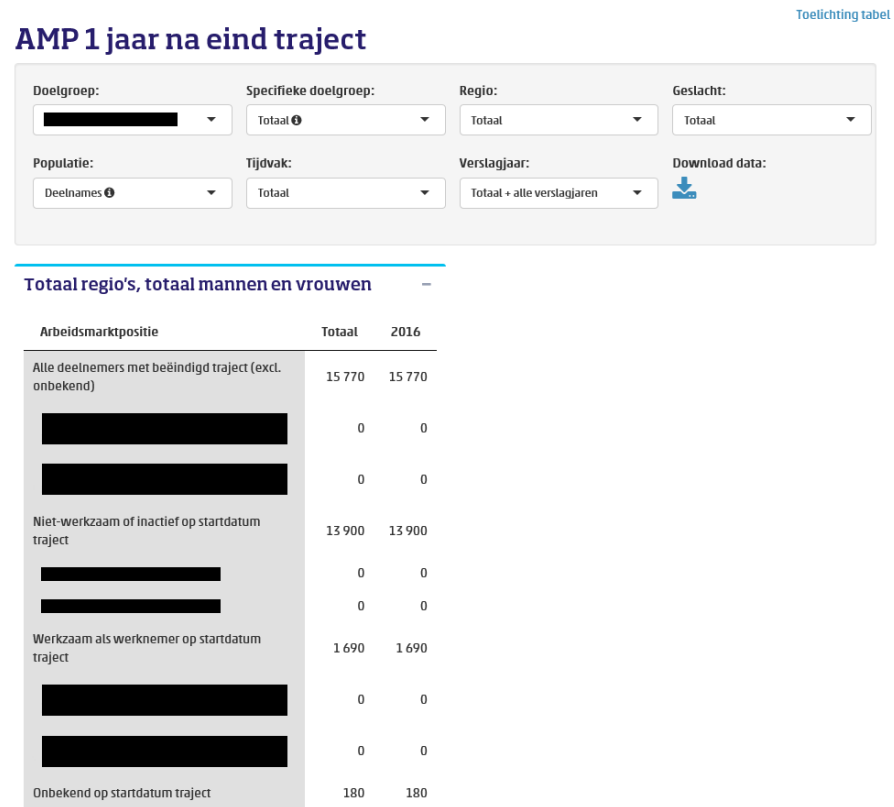 Toelichting tabel
AMP 1 jaar na eind traject
Doelgroep: Specifieke doelgroep: Regio: Geslacht:
Totaal Totaal Totaal
Populatie: Tijdvak: Verslagjaar: Download data:
Deelnames Totaal Totaal + alle verslagjaren
Totaal regio's, totaal mannen en vrouwen
Arbeidsmarktpositie Totaal 2016
Alle deelnemers met beëindigd traject (excl.
onbekend) 15 770 15 770
0 0
0 0
Niet-werkzaam of inactief op startdatum
traject 13 900 13 900
0 0
0 0
Werkzaam als werknemer op startdatum
traject 1 690 1 690
0 0
0 0
Onbekend op startdatum traject 180 180